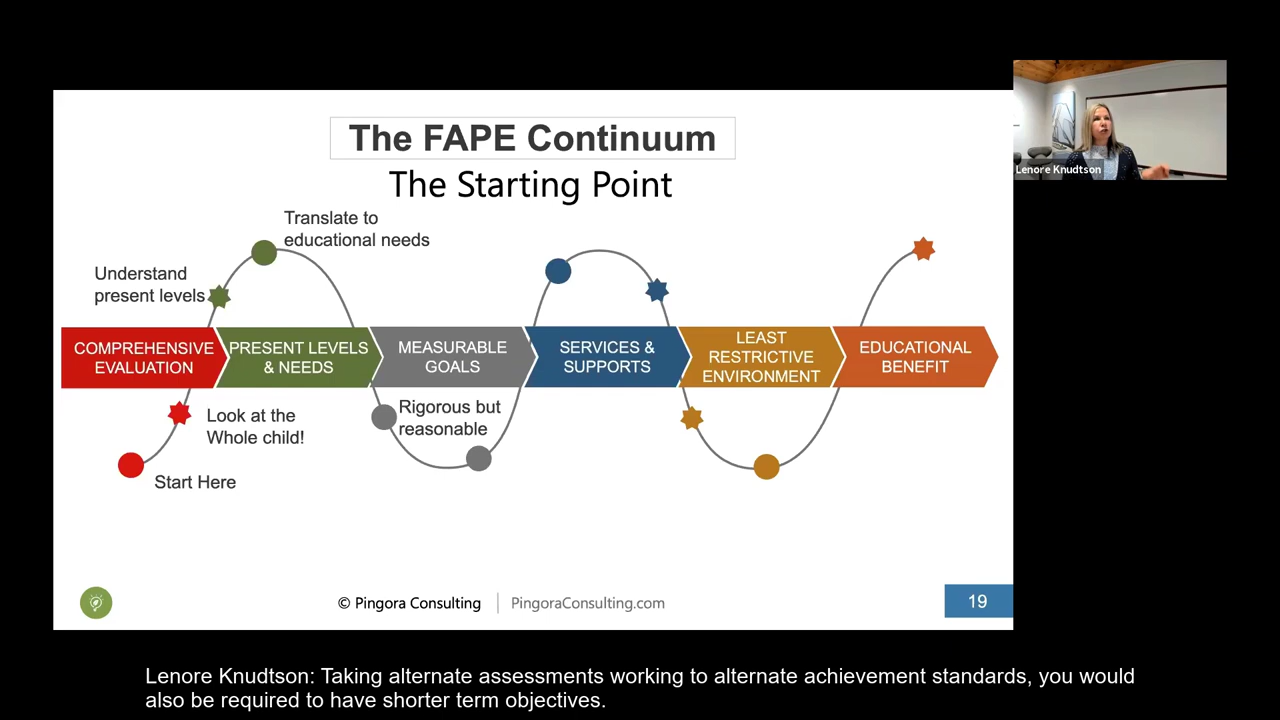 The FAPE Continuum
The Starting Point
Lenore Knudtson
Translate to
educational needs
Understand
present levels
COMPREHENSIVE
EVALUATION
PRESENT LEVELS
& NEEDS
MEASURABLE
GOALS
SERVICES &
SUPPORTS
LEAST
RESTRICTIVE
ENVIRONMENT
EDUCATIONAL
BENEFIT
Look at the
Whole child!
Rigorous but
reasonable
Start Here
© Pingora Consulting
PingoraConsulting.com
19
Lenore Knudtson: Taking alternate assessments working to alternate achievement standards, you would
also be required to have shorter term objectives.